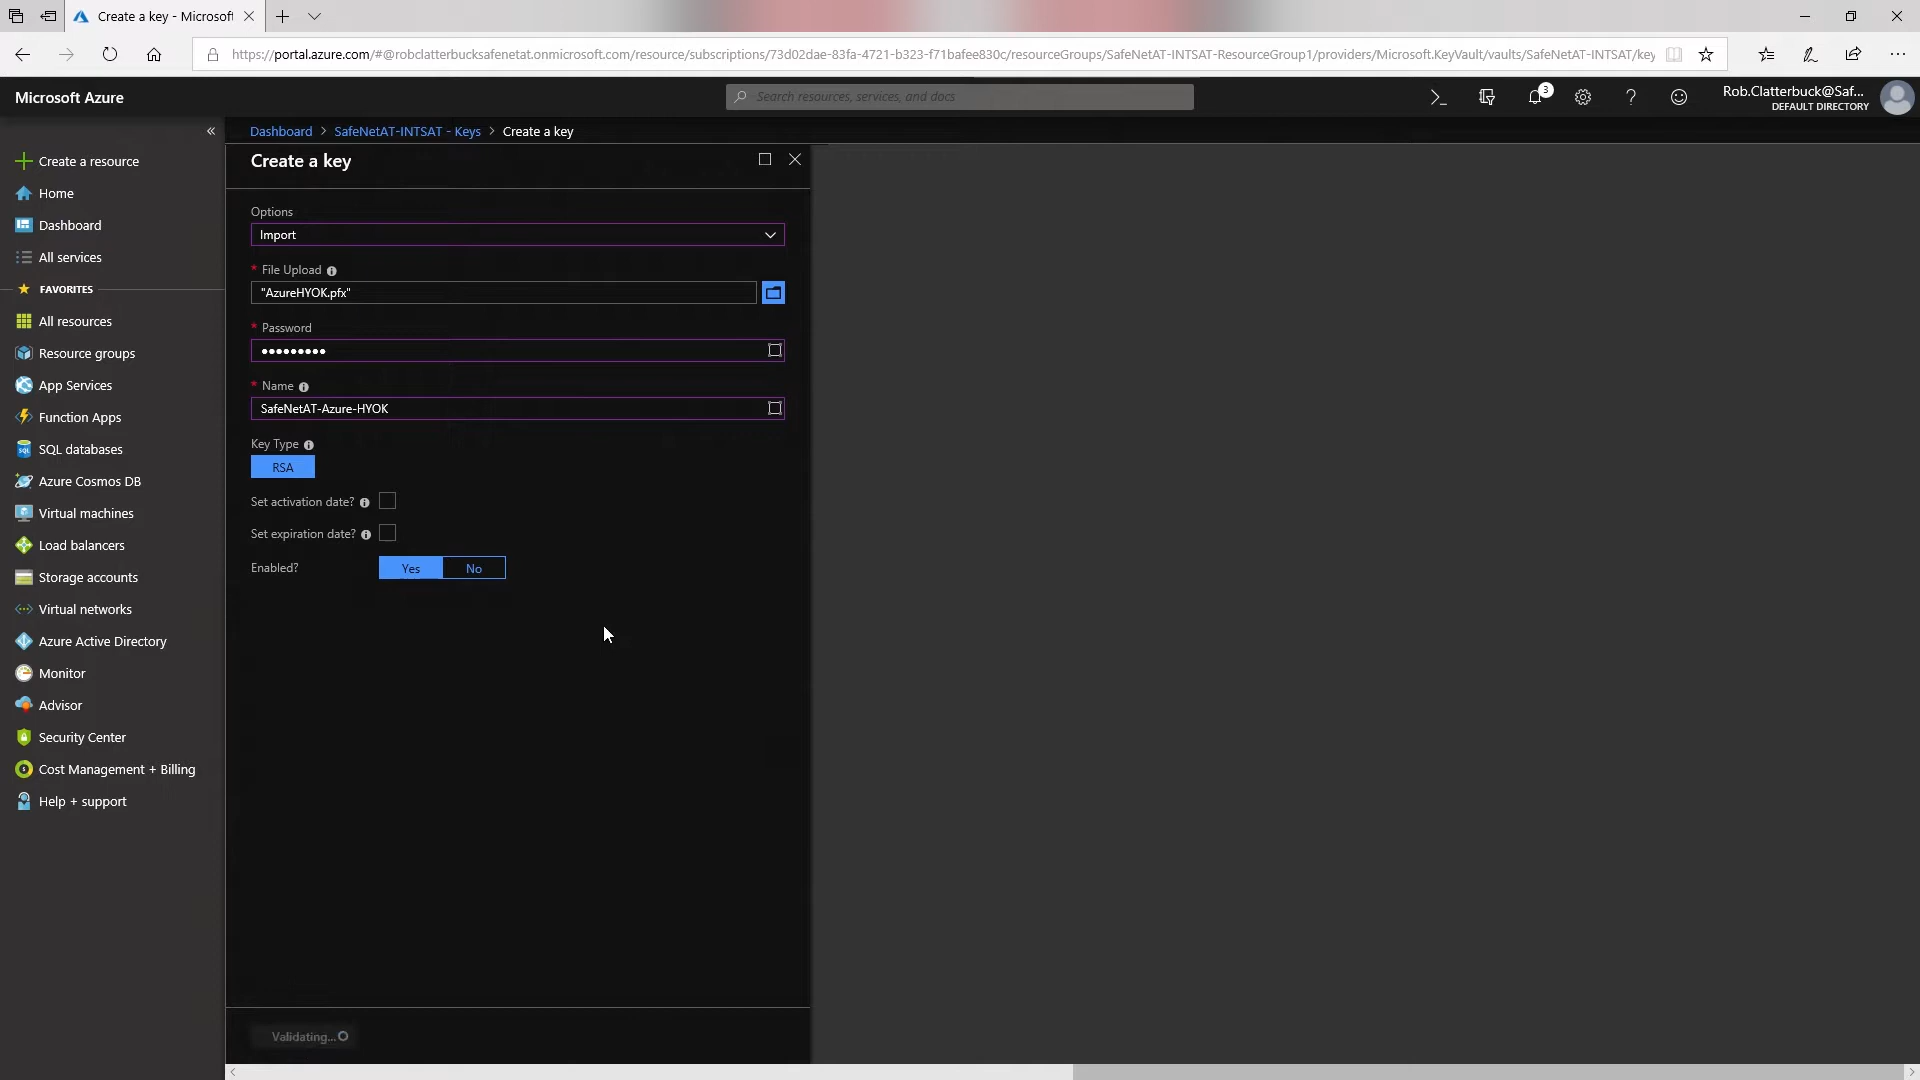 Create a key - Microsoft
https://portal.azure.com/#@robclatterbucksafenetat.onmicrosoft.com/resource/subscriptions/73d02dae-83fa-4721-b323-f71bafee830c/resourceGroups/SafeNetAT-INTSAT-ResourceGroup1/providers/Microsoft.KeyVault/vaults/SafeNetAT-INTSAT/key
Microsoft Azure
Search resources, services, and docs
3
Rob.Clatterbuck@Saf...
DEFAULT DIRECTORY
Dashboard > SafeNetAT-INTSAT - Keys > Create a key
Create a resource
Home
Dashboard
All services
FAVORITES
All resources
Resource groups
App Services
Function Apps
SQL databases
Azure Cosmos DB
Virtual machines
Load balancers
Storage accounts
Virtual networks
Azure Active Directory
Monitor
Advisor
Security Center
Cost Management + Billing
Help + support
Create a key
Options
Import
* File Upload
"AzureHYOK.pfx"
* Password
•••••••••
* Name
SafeNetAT-Azure-HYOK
Key Type
RSA
Set activation date?
Set expiration date?
Enabled?
Yes
No
Validating...